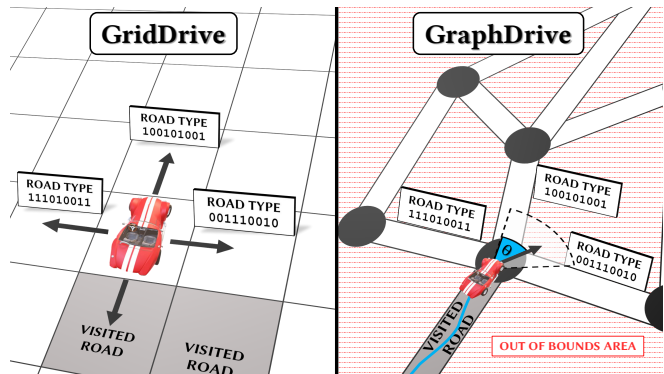 GridDrive
ROAD TYPE
100101001
ROAD TYPE
111010011
ROAD TYPE
001110010
VISITED
ROAD
VISITED
ROAD
GraphDrive
ROAD TYPE
100101001
ROAD TYPE
111010011
ROAD TYPE
001110010
θ
VISITED
ROAD
OUT OF BOUNDS AREA